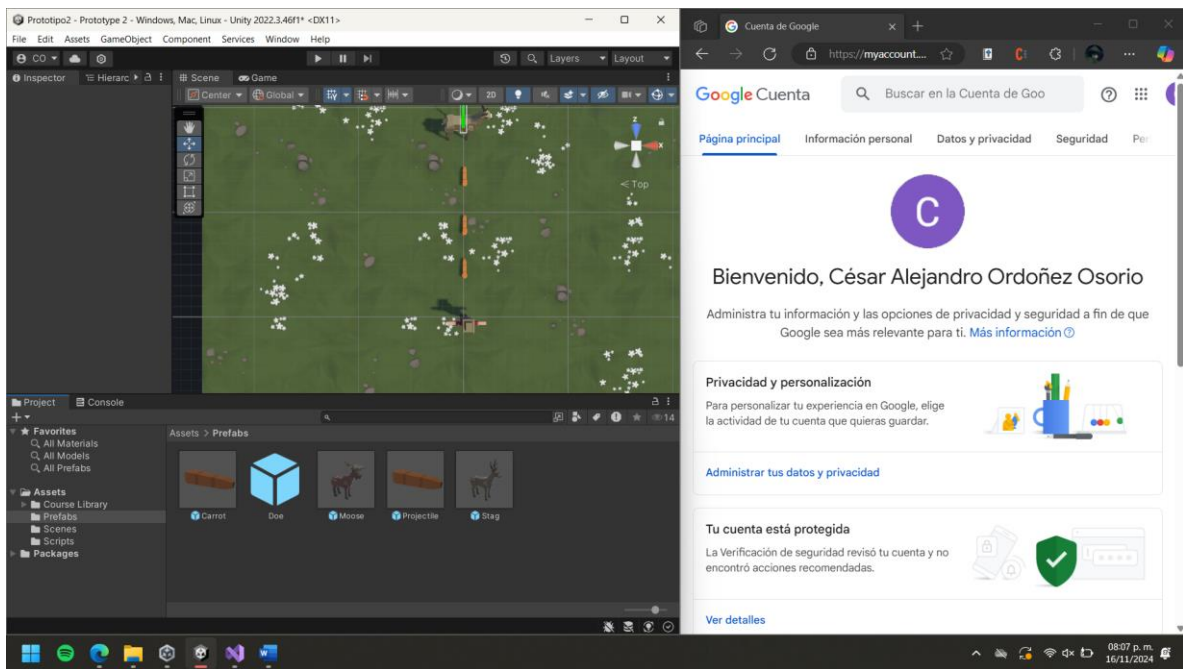 Prototipo2 - Prototype 2 - Windows, Mac, Linux - Unity 2022.3.46f1* <DX11>
File Edit Assets GameObject Component Services Window Help
CO
Layers Layout
Inspector Hierarc
Scene Game
Center Global 2D
Top
Project Console
14
Favorites
All Materials
All Models
All Prefabs
Assets
Course Library
Prefabs
Scenes
Scripts
Packages
Assets > Prefabs
Carrot Doe Moose Projectile Stag
Cuenta de Google
https://myaccount....
Google Cuenta
Buscar en la Cuenta de Goo
Página principal Información personal Datos y privacidad Seguridad Per
C
Bienvenido, César Alejandro Ordoñez Osorio
Administra tu información y las opciones de privacidad y seguridad a fin de que
Google sea más relevante para ti. Más información
Privacidad y personalización
Para personalizar tu experiencia en Google, elige
la actividad de tu cuenta que quieras guardar.
Administrar tus datos y privacidad
Tu cuenta está protegida
La Verificación de seguridad revisó tu cuenta y no
encontró acciones recomendadas.
Ver detalles
08:07 p. m.
16/11/2024